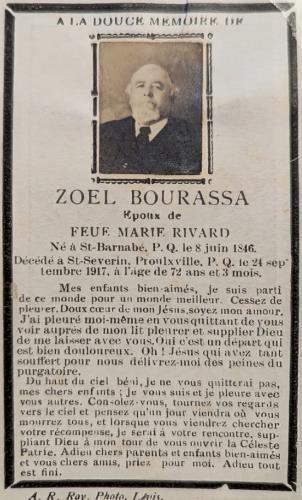 A LA DOUCE MEMOIRE DE
ZOEL BOURASSA
Epoux de
FEUE MARIE RIVARD
Né à St-Barnabé, P. Q. le 8 juin 1846.
Décédé à St-Severin, Proulxville, P. Q. le 24 sep
tembre 1917, à l'âge de 72 ans et 3 mois.
Mes enfants bien-aimés, je suis parti
de ce monde pour un monde meilleur. Cessez de
pleurer. Doux cœur de mon Jésus, soyez mon amour.
J'ai pleuré moi-même en vous quittant de vous
voir auprès de mon lit pleurer et supplier Dieu
de me laisser avec vous. Oui c'est un départ qui
est bien douloureux. Oh ! Jésus qui avez tant
souffert pour nous délivrez-moi des peines du
purgatoire.
Du haut du ciel béni, je ne vous quitterai pas,
mes chers enfants ; je vous suis et je pleure avec
vous autres. Con-olez-vous, tournez vos regards
vers le ciel et pensez qu'un jour viendra où vous
mourrez tous, et lorsque vous viendrez chercher
votre récompense, je serai à votre rencontre, sup-
pliant Dieu à mon tour de vous ouvrir la Céleste
Patrie. Adieu chers parents et enfants bien-aimés
et vous chers amis, priez pour moi. Adieu tout
est fini.
A. R. Roy, Photo, Lévis.